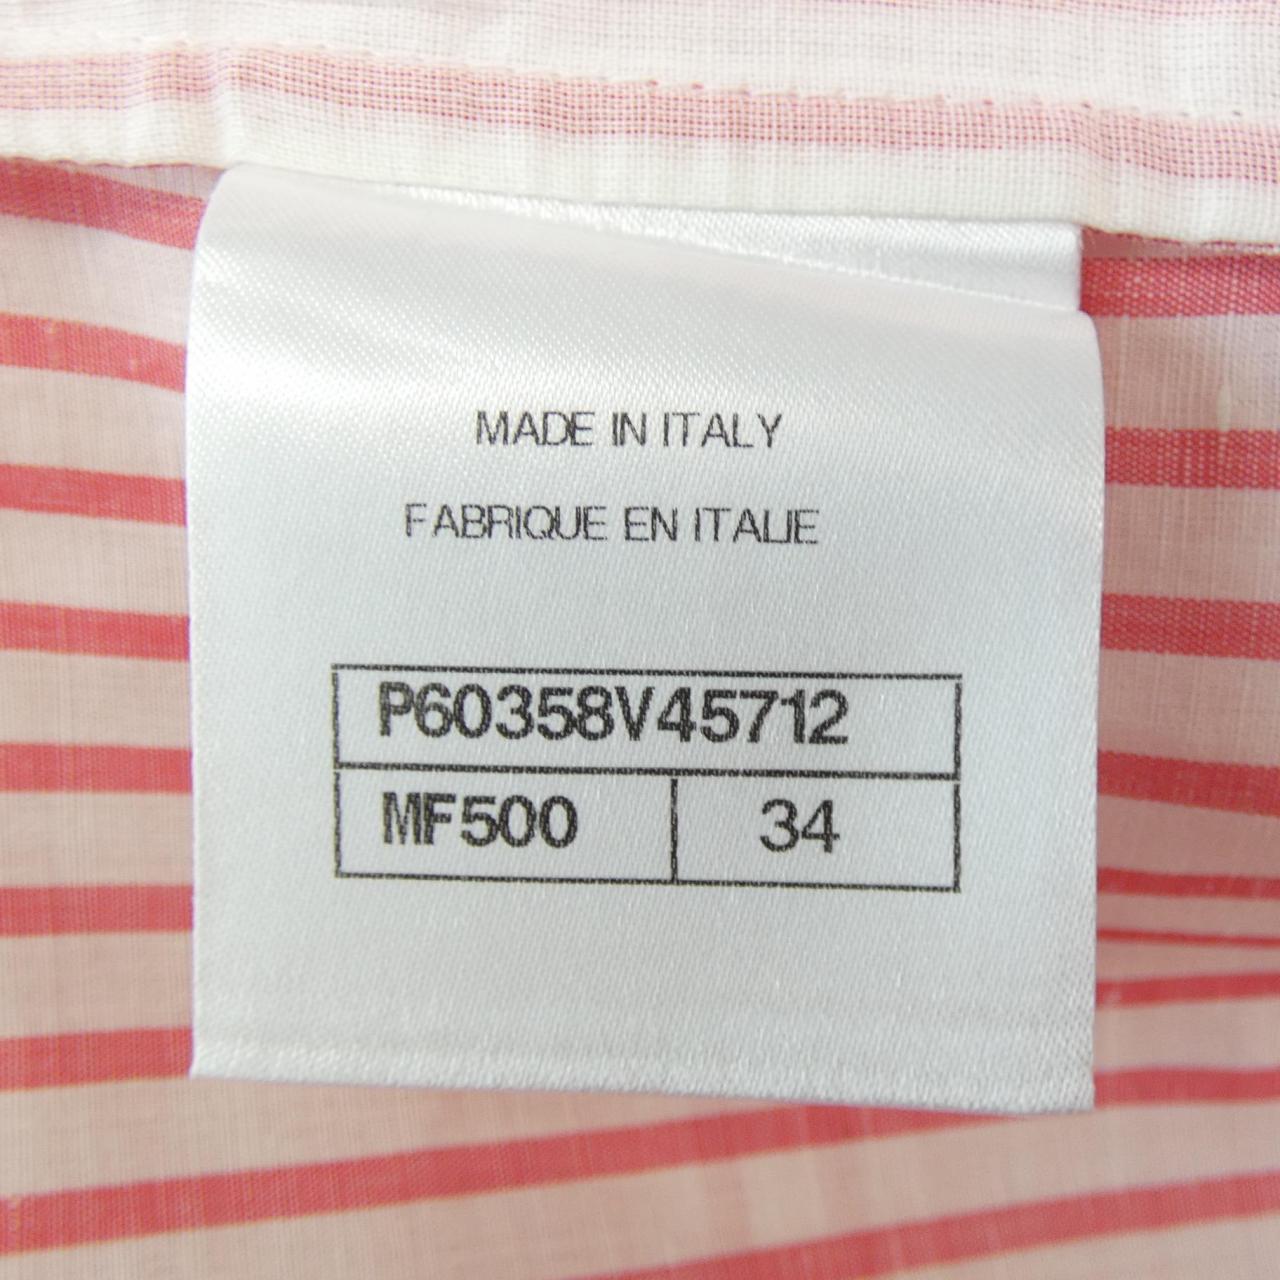 MADE IN ITALY
FABRIQUE EN ITALIE
P60358V45712
MF500 34